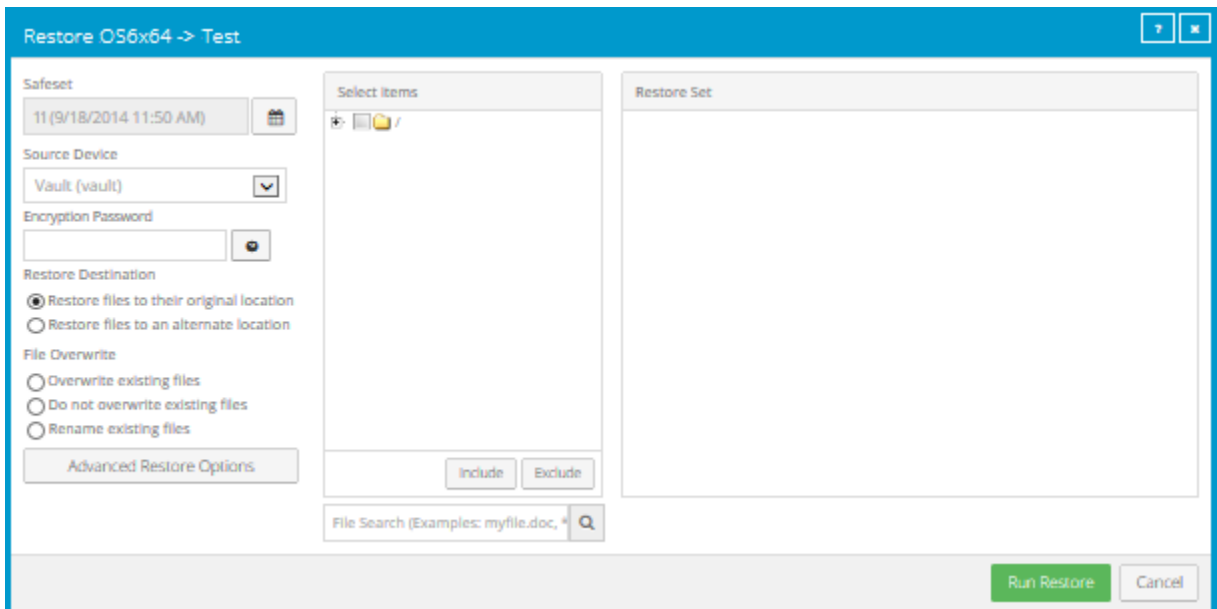 Restore OS6x64 -> Test
?
Safeset
11 (9/18/2014 11:50 AM)
Source Device
Vault (vault)
Encryption Password
Restore Destination
Restore files to their original location
Restore files to an alternate location
File Overwrite
Overwrite existing files
Do not overwrite existing files
Rename existing files
Advanced Restore Options
Select Items
/
Include Exclude
File Search (Examples: myfile.doc, *
Restore Set
Run Restore Cancel